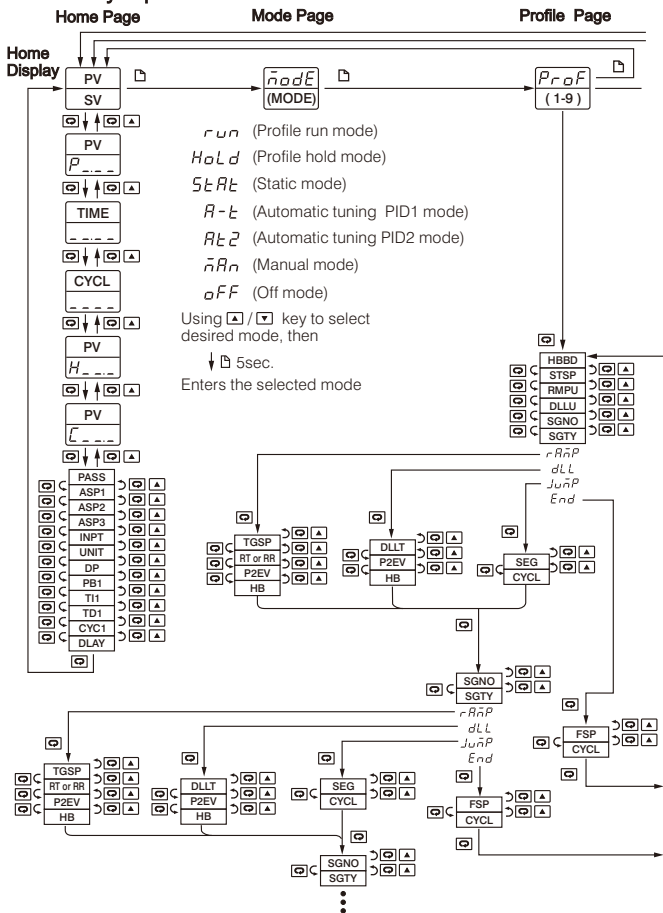 Home Page Mode Page Profile Page
Home
Display
PV
SV
modE
(MODE)
ProF
( 1-9 )
PV
P_ _._ _
TIME
_ _._ _
CYCL
_ _ _ _
PV
H_ _ _._
PV
C_ _ _._
run (Profile run mode)
HoLd (Profile hold mode)
StAt (Static mode)
A-t (Automatic tuning PID1 mode)
At2 (Automatic tuning PID2 mode)
mAn (Manual mode)
oFF (Off mode)
Using ▲ / ▼ key to select
desired mode, then
5sec.
Enters the selected mode
PASS
ASP1
ASP2
ASP3
INPT
UNIT
DP
PB1
TI1
TD1
CYC1
DLAY
HBBD
STSP
RMPU
DLLU
SGNO
SGTY
rAmP
dLL
JumP
End
TGSP
RT or RR
P2EV
HB
DLLT
P2EV
HB
SEG
CYCL
SGNO
SGTY
rAmP
dLL
JumP
End
FSP
CYCL
TGSP
RT or RR
P2EV
HB
DLLT
P2EV
HB
SEG
CYCL
FSP
CYCL
SGNO
SGTY